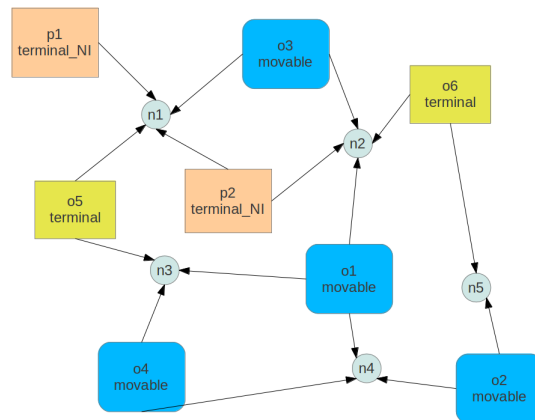 p1
terminal_NI
o3
movable
o6
terminal
n1
n2
o5
terminal
p2
terminal_NI
n3
o1
movable
n5
o4
movable
n4
o2
movable